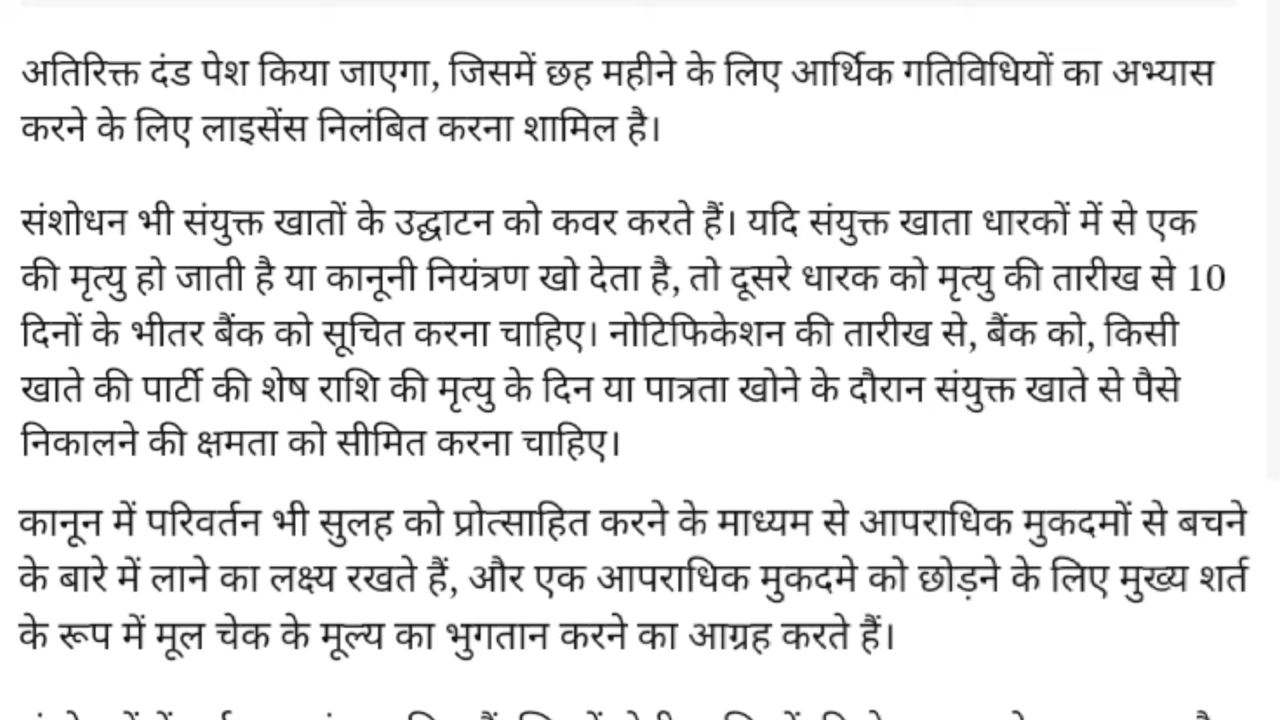 अतिरिक्त दंड पेश किया जाएगा, जिसमें छह महीने के लिए आर्थिक गतिविधियों का अभ्यास
करने के लिए लाइसेंस निलंबित करना शामिल है।
संशोधन भी संयुक्त खातों के उद्घाटन को कवर करते हैं। यदि संयुक्त खाता धारकों में से एक
की मृत्यु हो जाती है या कानूनी नियंत्रण खो देता है, तो दूसरे धारक को मृत्यु की तारीख से 10
दिनों के भीतर बैंक को सूचित करना चाहिए। नोटिफिकेशन की तारीख से, बैंक को, किसी
खाते की पार्टी की शेष राशि की मृत्यु के दिन या पात्रता खोने के दौरान संयुक्त खाते से पैसे
निकालने की क्षमता को सीमित करना चाहिए।
कानून में परिवर्तन भी सुलह को प्रोत्साहित करने के माध्यम से आपराधिक मुकदमों से बचने
के बारे में लाने का लक्ष्य रखते हैं, और एक आपराधिक मुकदमे को छोड़ने के लिए मुख्य शर्त
के रूप में मूल चेक के मूल्य का भुगतान करने का आग्रह करते हैं।